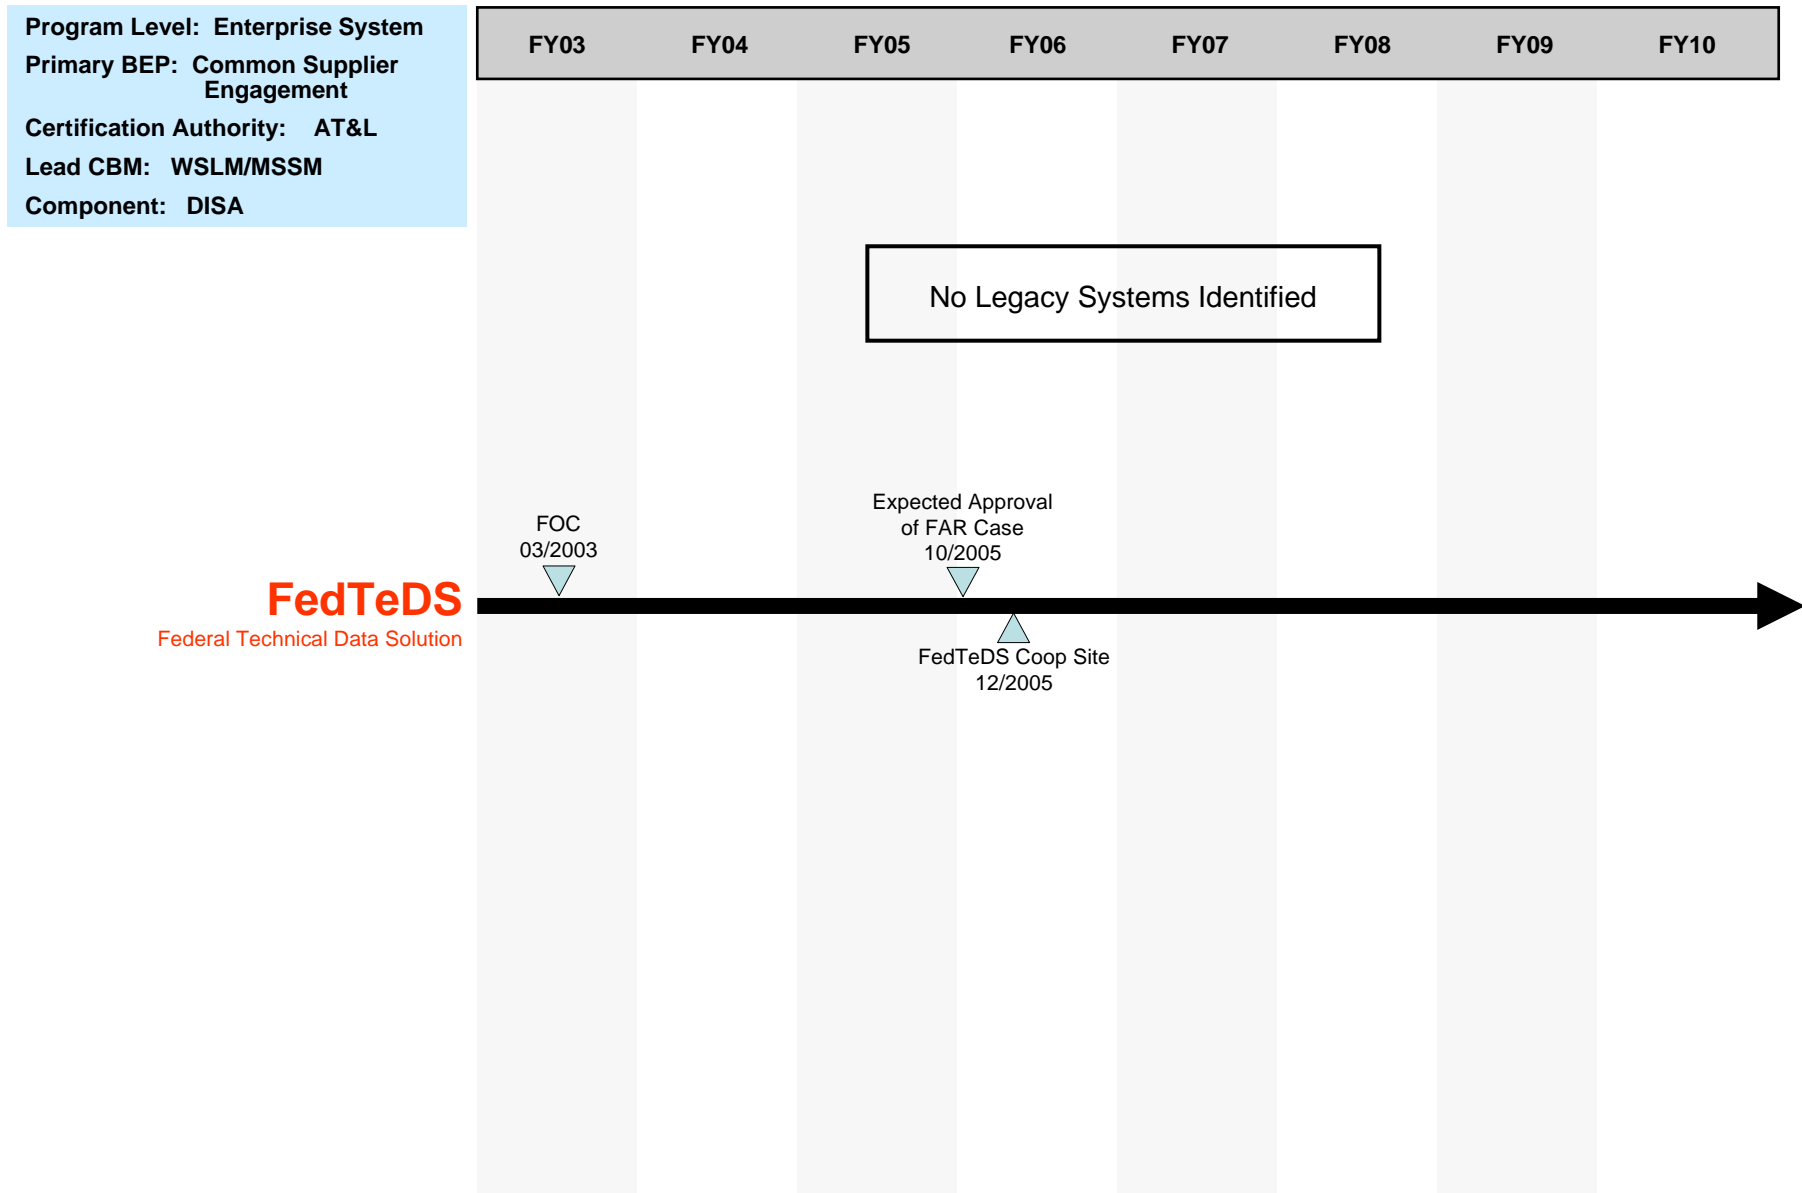 Program Level: Enterprise System
Primary BEP: Common Supplier
Engagement
Certification Authority: AT&L
Lead CBM: WSLM/MSSM
Component: DISA
FY03 FY04 FY05 FY06 FY07 FY08 FY09 FY10
No Legacy Systems Identified
FOC
03/2003
Expected Approval
of FAR Case
10/2005
FedTeDS
Federal Technical Data Solution
FedTeDS Coop Site
12/2005